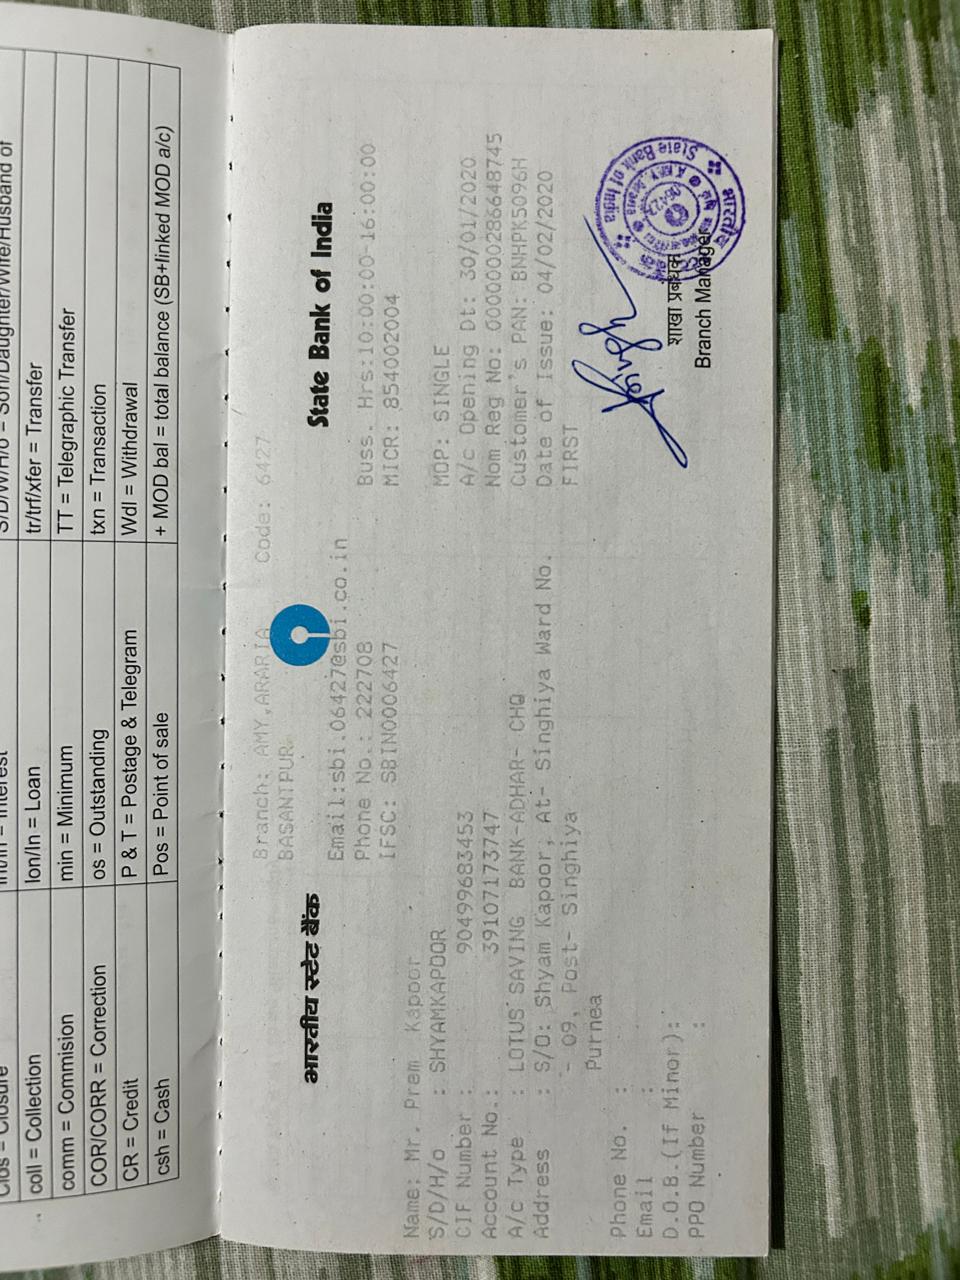 S/D/W/H/o = Son/Daughter/Wife/Husband of
Clos = Closure
coll = Collection lon/ln = Loan tr/trf/xfer = Transfer
comm = Commision min = Minimum TT = Telegraphic Transfer
COR/CORR = Correction os = Outstanding txn = Transaction
CR = Credit P & T = Postage & Telegram Wdl = Withdrawal
csh = Cash Pos = Point of sale + MOD bal = total balance (SB+linked MOD a/c)
Branch: AMY,ARARIA Code: 6427
BASANTPUR
भारतीय स्टेट बैंक State Bank of India
Email:sbi.06427@sbi.co.in
Phone No.: 222708 Buss. Hrs:10:00:00-16:00:00
IFSC: SBIN0006427 MICR: 854002004
Name: Mr. Prem Kapoor
S/D/H/o : SHYAMKAPOOR MOP: SINGLE
CIF Number : 90499683453 A/c Opening Dt: 30/01/2020
Account No.: 39107173747 Nom Reg No: 0000000286648745
A/c Type : LOTUS SAVING BANK-ADHAR- CHQ Customer's PAN: BNHPK5096H
Address : S/O: Shyam Kapoor, At- Singhiya Ward No. Date of Issue: 04/02/2020
- 09, Post- Singhiya FIRST
Purnea
Phone No. :
Email :
D.O.B.(If Minor):
PPO Number :
शाखा प्रबंधक
Branch Manager
State Bank of India